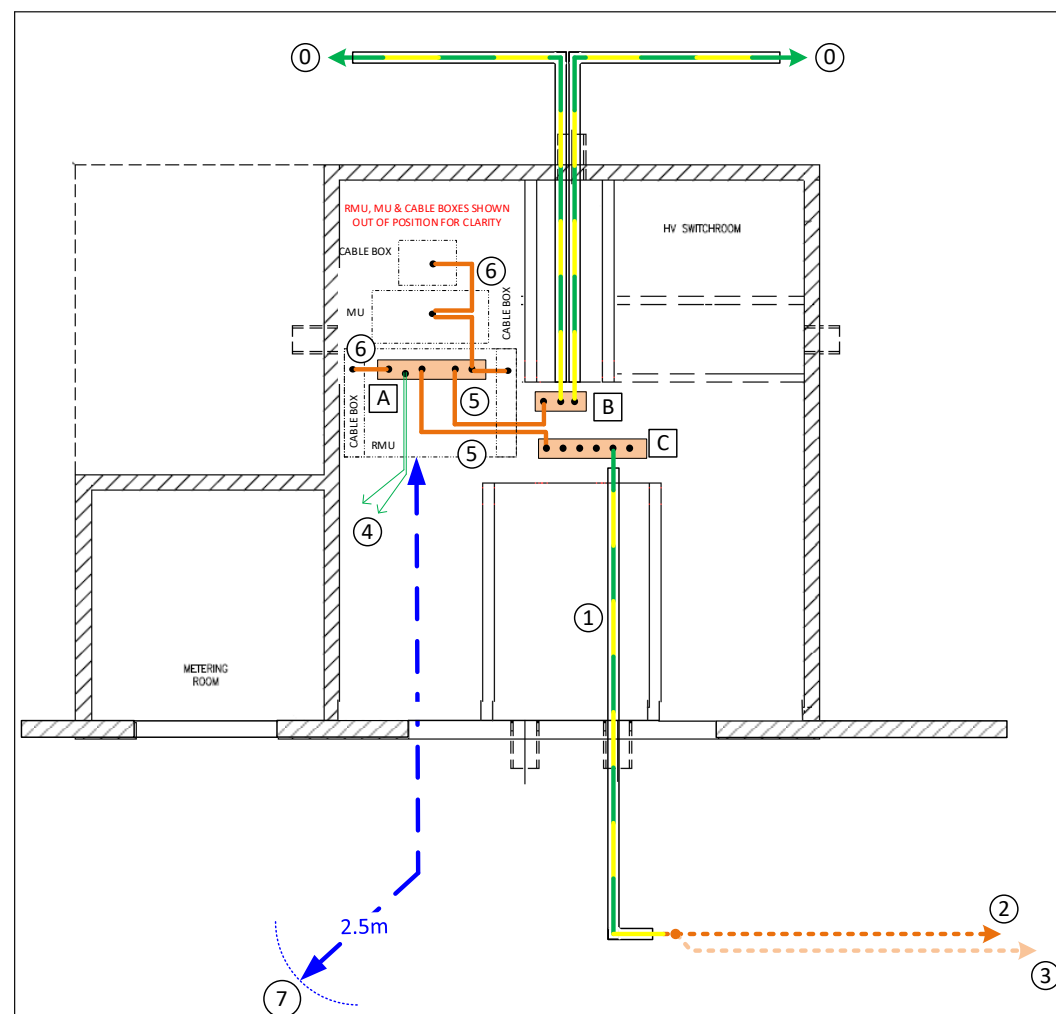 0
0
RMU, MU & CABLE BOXES SHOWN
OUT OF POSITION FOR CLARITY
HV SWITCHROOM
CABLE BOX
6
CABLE BOX
MU
6
A
5
B
CABLE BOX
RMU
5
C
4
1
METERING
ROOM
2.5m
2
3
7